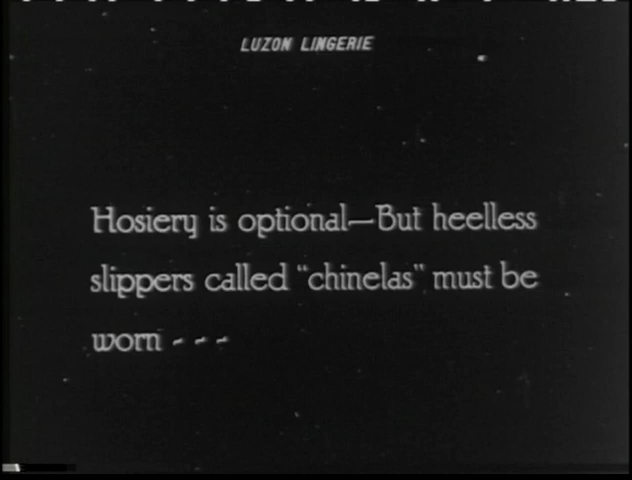 LUZON LINGERIE
Hosiery is optional—But heelless
slippers called "chinelas" must be
worn - - -